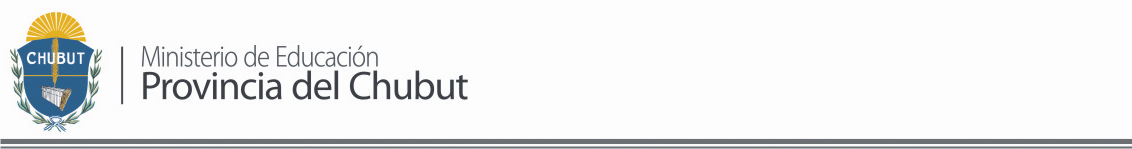 CHUBUT
Ministerio de Educación
Provincia del Chubut